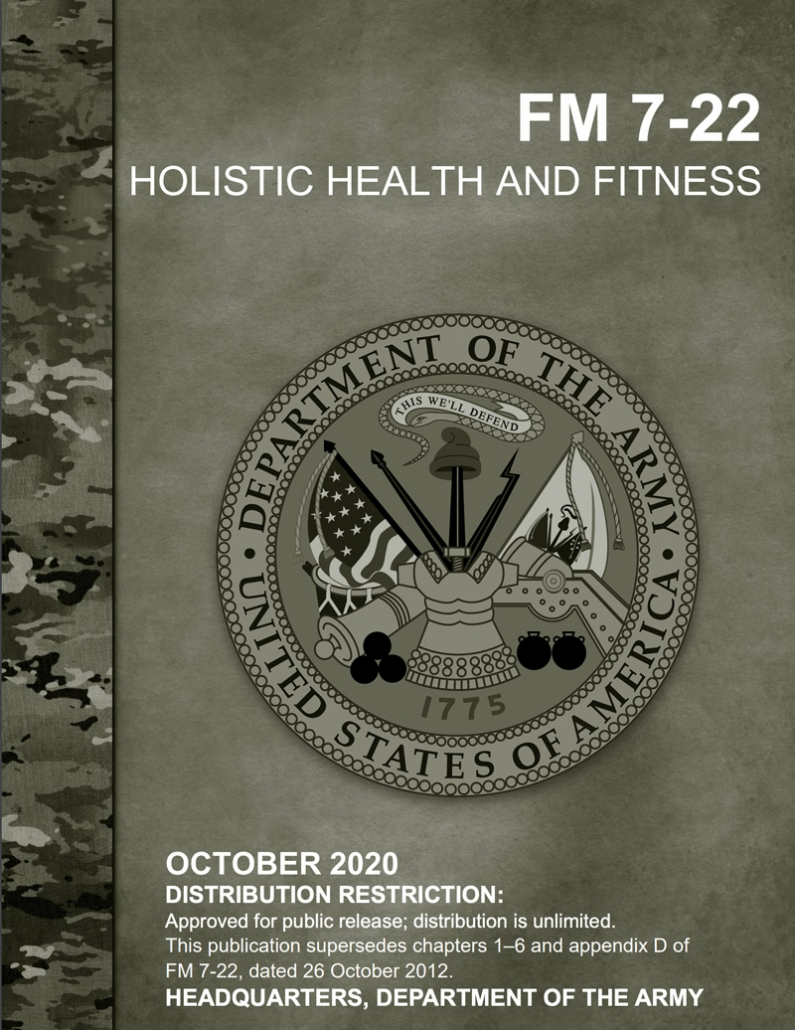 FM 7-22
HOLISTIC HEALTH AND FITNESS
DEPARTMENT OF THE ARMY
THIS WE'LL DEFEND
1775
• UNITED STATES OF AMERICA •
OCTOBER 2020
DISTRIBUTION RESTRICTION:
Approved for public release; distribution is unlimited.
This publication supersedes chapters 1–6 and appendix D of
FM 7-22, dated 26 October 2012.
HEADQUARTERS, DEPARTMENT OF THE ARMY